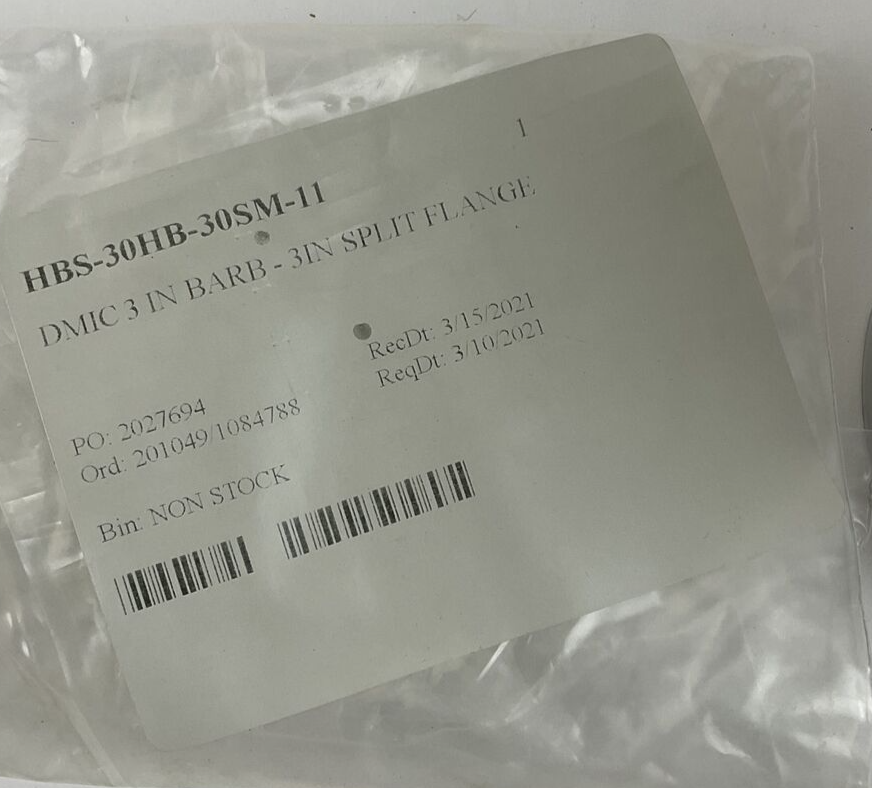 1
HBS-30HB-30SM-11
DMIC 3 IN BARB - 3IN SPLIT FLANGE
RecDt: 3/15/2021
ReqDt: 3/10/2021
PO: 2027694
Ord: 201049/1084788
Bin: NON STOCK